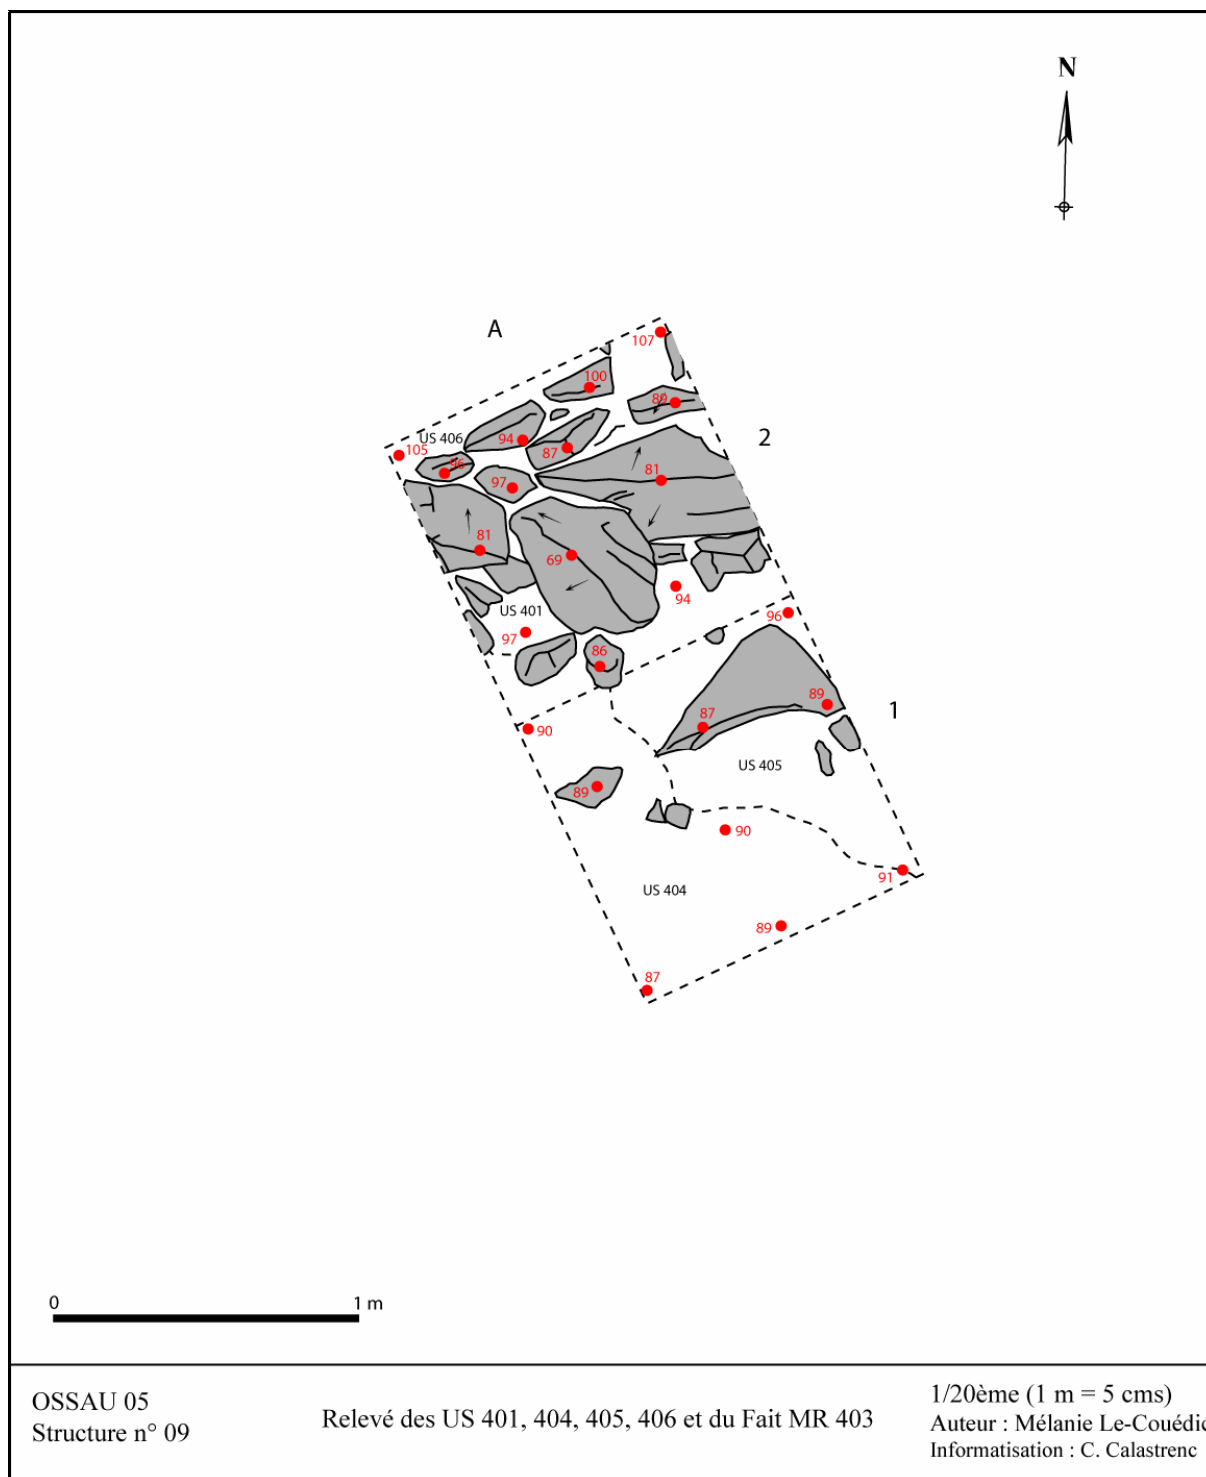 N
A
107
100
89
2
US 406
94
105
87
96
97
81
81
69
94
US 401
97
96
86
89
1
90
87
US 405
89
90
91
US 404
89
87
0 1 m
OSSAU 05
Structure n° 09
Relevé des US 401, 404, 405, 406 et du Fait MR 403
1/20ème (1 m = 5 cms)
Auteur : Mélanie Le-Couédic
Informatisation : C. Calastrenc